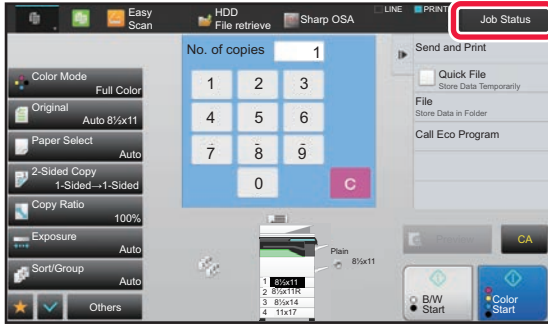 Easy
Scan
HDD
File retrieve
Sharp OSA
LINE
PRINT
Job Status
No. of copies
1
Send and Print
Quick File
Store Data Temporarily
File
Store Data in Folder
Call Eco Program
Color Mode
Full Color
Original
Auto 8½x11
Paper Select
Auto
2-Sided Copy
1-Sided→1-Sided
Copy Ratio
100%
Exposure
Auto
Sort/Group
Auto
Others
1 2 3
4 5 6
7 8 9
0 C
Plain
8½x11
1 8½x11
2 8½x11R
3 8½x14
4 11x17
CA
B/W
Start
Color
Start